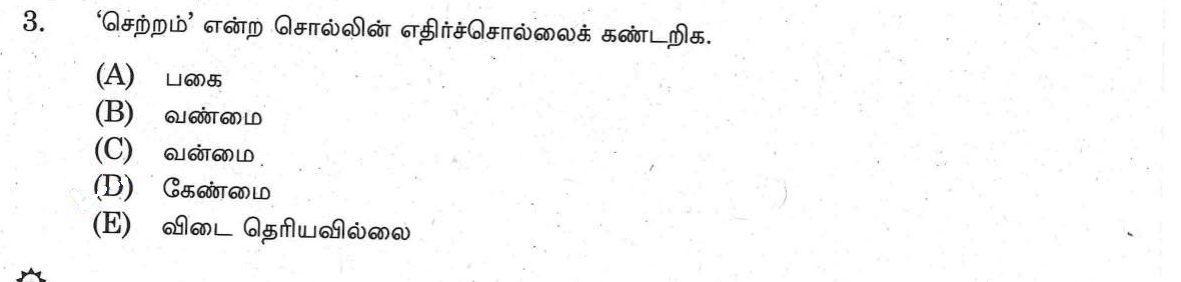 3. ‘செற்றம்’ என்ற சொல்லின் எதிர்ச்சொல்லைக் கண்டறிக.
(A) பகை
(B) வண்மை
(C) வன்மை
(D) கேண்மை
(E) விடை தெரியவில்லை